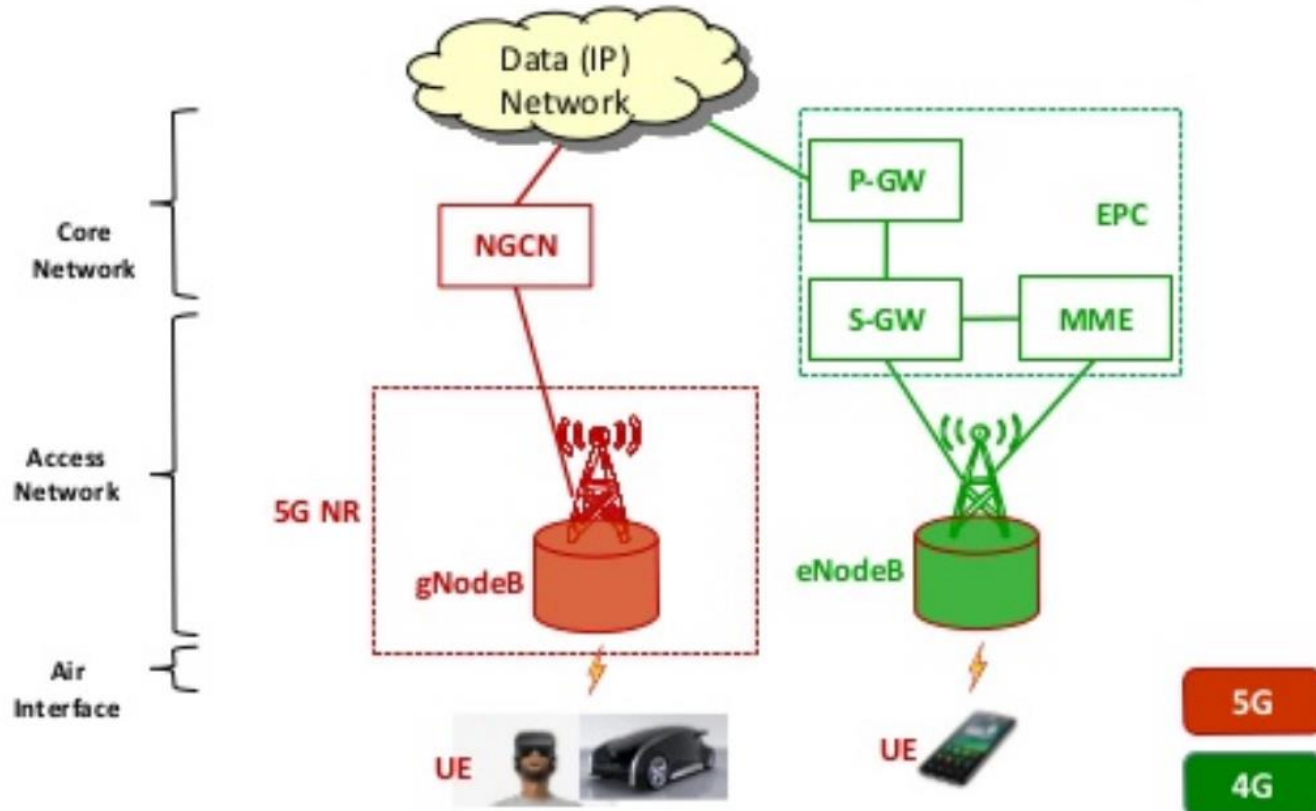 Data (IP)
Network
P-GW
EPC
Core
Network
NGCN
S-GW
MME
Access
Network
5G NR
gNodeB
eNodeB
Air
Interface
UE
UE
5G
4G